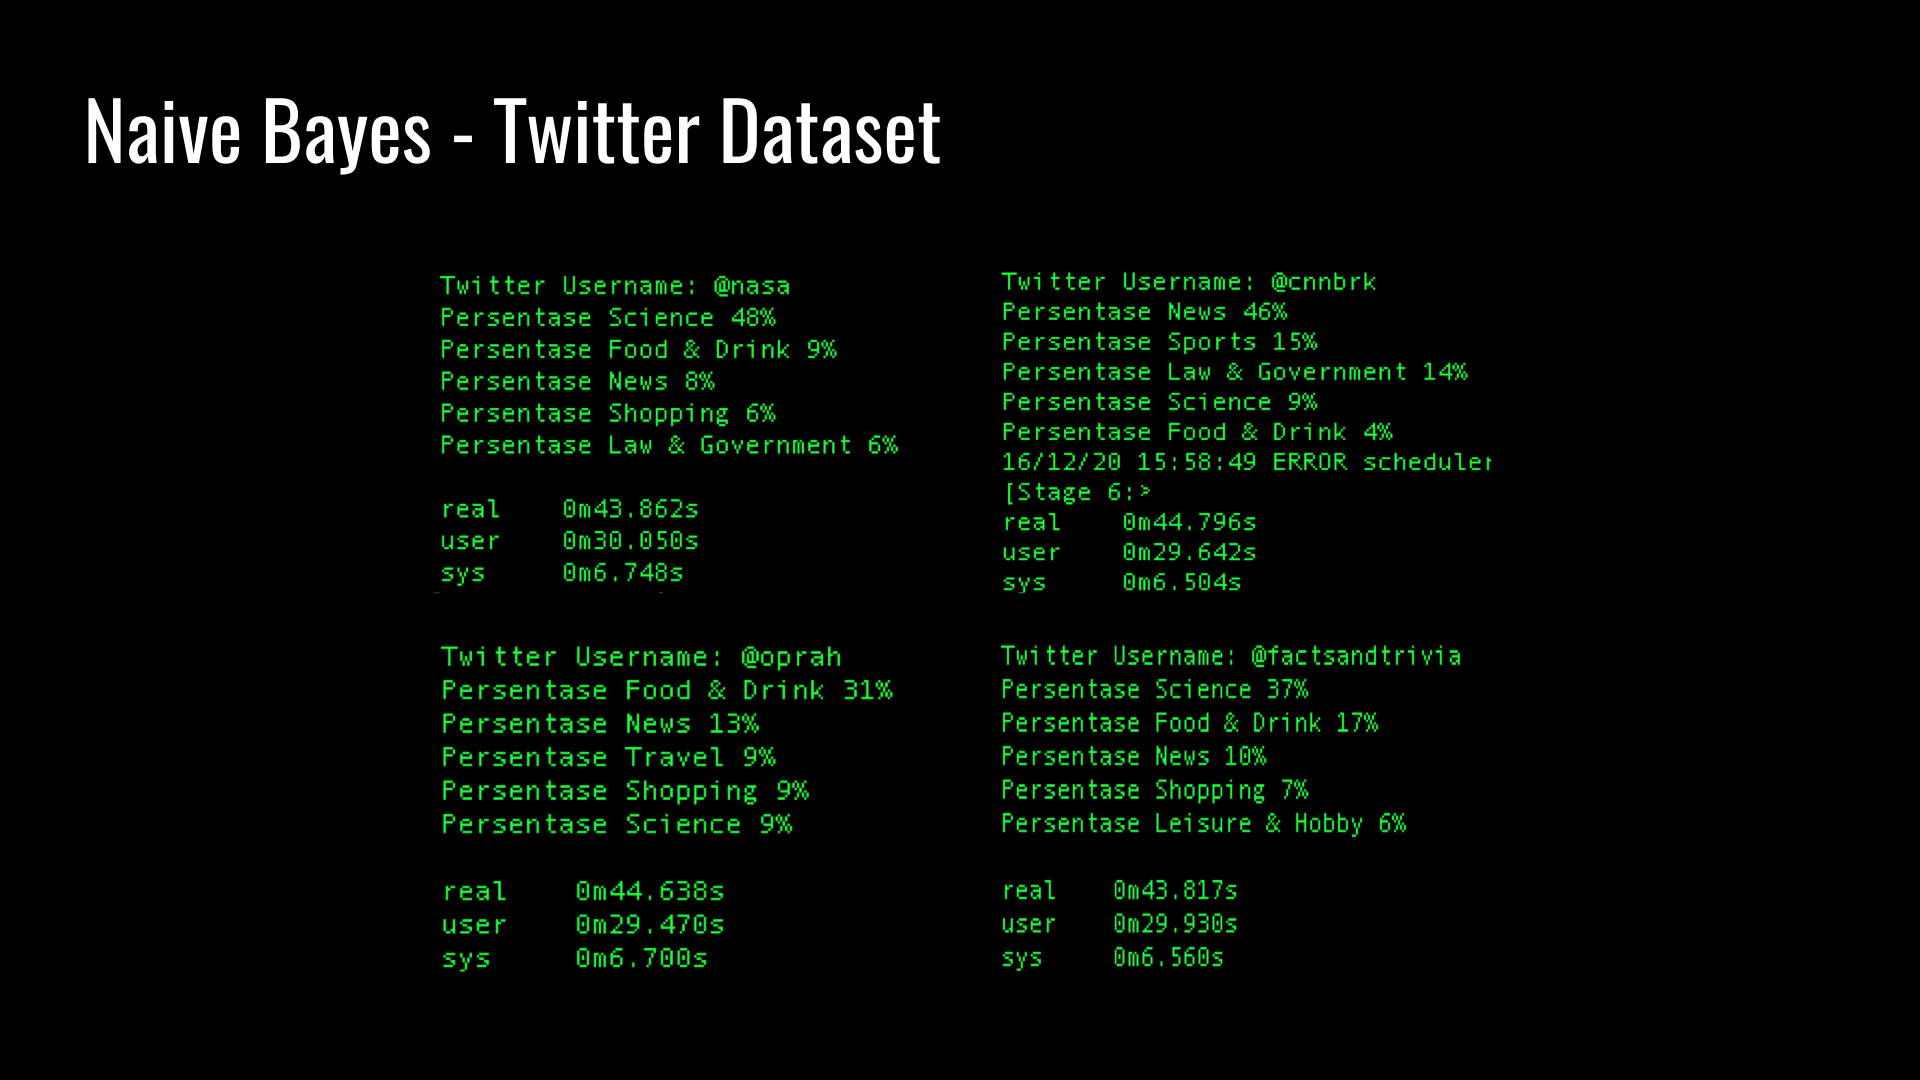 Naive Bayes - Twitter Dataset
Twitter Username: @nasa
Persentase Science 48%
Persentase Food & Drink 9%
Persentase News 8%
Persentase Shopping 6%
Persentase Law & Government 6%
real 0m43.862s
user 0m30.050s
sys 0m6.748s
Twitter Username: @cnnbrk
Persentase News 46%
Persentase Sports 15%
Persentase Law & Government 14%
Persentase Science 9%
Persentase Food & Drink 4%
16/12/20 15:58:49 ERROR scheduler
[Stage 6:>
real 0m44.796s
user 0m29.642s
sys 0m6.504s
Twitter Username: @oprah
Persentase Food & Drink 31%
Persentase News 13%
Persentase Travel 9%
Persentase Shopping 9%
Persentase Science 9%
real 0m44.638s
user 0m29.470s
sys 0m6.700s
Twitter Username: @factsandtrivia
Persentase Science 37%
Persentase Food & Drink 17%
Persentase News 10%
Persentase Shopping 7%
Persentase Leisure & Hobby 6%
real 0m43.817s
user 0m29.930s
sys 0m6.560s